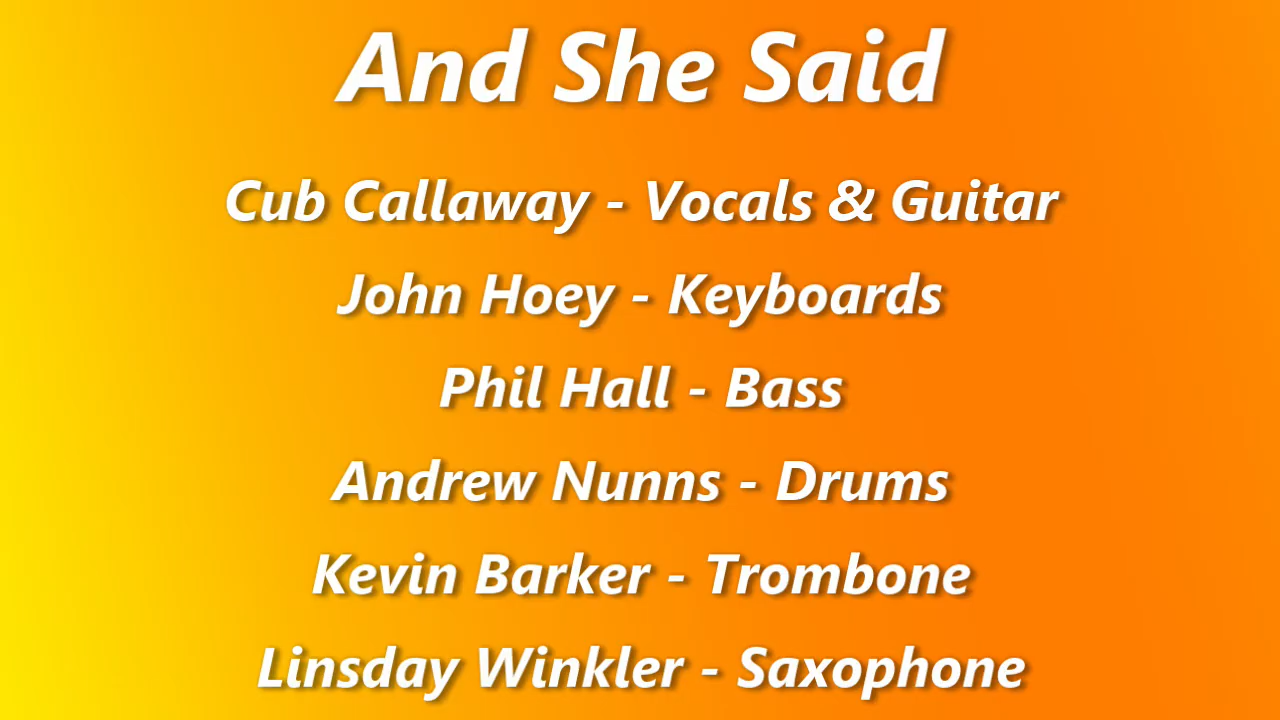 And She Said
Cub Callaway - Vocals & Guitar
John Hoey - Keyboards
Phil Hall - Bass
Andrew Nunns - Drums
Kevin Barker - Trombone
Linsday Winkler - Saxophone